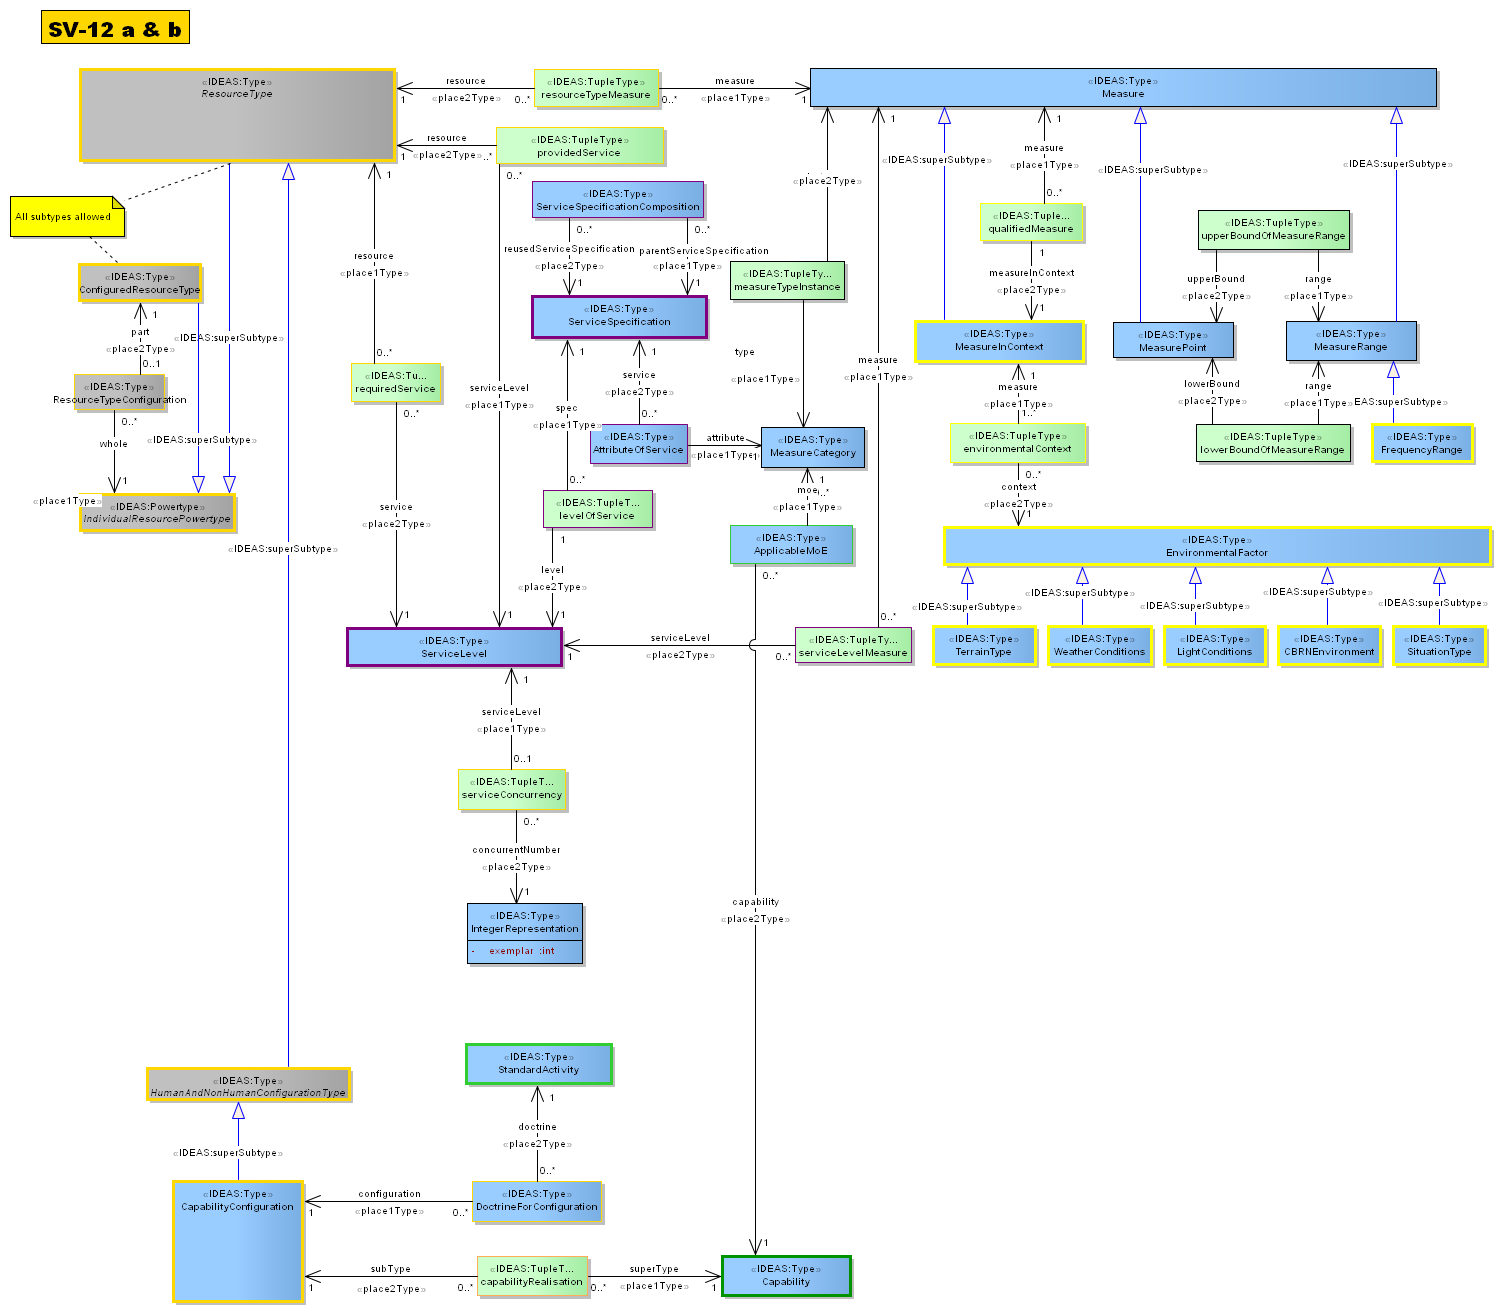 SV-12 a & b
«IDEAS:Type»
ResourceType
resource
«place2Type»
1
0..*
«IDEAS:TupleType»
resourceTypeMeasure
measure
«place1Type»
0..*
1
«IDEAS:Type»
Measure
resource
«place2Type»
1
..*
«IDEAS:TupleType»
providedService
0..*
All subtypes allowed
1
resource
«place1Type»
0..*
«IDEAS:Type»
ServiceSpecificationComposition
0..*
0..*
reusedServiceSpecification
«place2Type»
1
parentServiceSpecification
«place1Type»
1
«IDEAS:Type»
ServiceSpecification
«place2Type»
«IDEAS:TupleTy...
measureTypeInstance
1
«IDEAS:superSubtype»
1
measure
«place1Type»
0..*
«IDEAS:Tuple...
qualifiedMeasure
1
measureInContext
«place2Type»
1
«IDEAS:superSubtype»
«IDEAS:superSubtype»
«IDEAS:TupleType»
upperBoundOfMeasureRange
upperBound
«place2Type»
range
«place1Type»
«IDEAS:Type»
ConfiguredResourceType
1
part
«place2Type»
0..1
«IDEAS:superSubtype»
«IDEAS:Type»
ResourceTypeConfiguration
0..*
whole
1
«place1Type»
«IDEAS:superSubtype»
«IDEAS:Powertype»
IndividualResourcePowertype
«IDEAS:superSubtype»
«IDEAS:Tu...
requiredService
0..*
service
«place2Type»
1
serviceLevel
«place1Type»
1
1
spec
«place1Type»
0..*
1
service
«place2Type»
0..*
«IDEAS:Type»
AttributeOfService
attribute
«place1Type»
1
type
«place1Type»
«IDEAS:Type»
MeasureCategory
1
moe
..*
«place1Type»
«IDEAS:Type»
ApplicableMoE
0..*
measure
«place1Type»
0..*
«IDEAS:TupleT...
levelOfService
1
level
«place2Type»
1
«IDEAS:Type»
MeasureInContext
1
measure
«place1Type»
1..*
«IDEAS:TupleType»
environmentalContext
0..*
context
«place2Type»
1
«IDEAS:Type»
MeasurePoint
«IDEAS:Type»
MeasureRange
lowerBound
«place2Type»
range
«place1Type»
EAS:superSubtype»
«IDEAS:TupleType»
lowerBoundOfMeasureRange
«IDEAS:Type»
FrequencyRange
«IDEAS:Type»
EnvironmentalFactor
«IDEAS:superSubtype»
«IDEAS:superSubtype»
«IDEAS:superSubtype»
«IDEAS:superSubtype»
«IDEAS:superSubtype»
«IDEAS:Type»
TerrainType
«IDEAS:Type»
WeatherConditions
«IDEAS:Type»
LightConditions
«IDEAS:Type»
CBRNEnvironment
«IDEAS:Type»
SituationType
«IDEAS:Type»
ServiceLevel
1
serviceLevel
«place2Type»
0..*
«IDEAS:TupleTy...
serviceLevelMeasure
1
serviceLevel
«place1Type»
0..1
«IDEAS:TupleT...
serviceConcurrency
0..*
concurrentNumber
«place2Type»
1
«IDEAS:Type»
IntegerRepresentation
- exemplar :int
capability
«place2Type»
1
«IDEAS:Type»
HumanAndNonHumanConfigurationType
«IDEAS:superSubtype»
«IDEAS:Type»
StandardActivity
1
doctrine
«place2Type»
0..*
«IDEAS:Type»
CapabilityConfiguration
configuration
«place1Type»
1
0..*
«IDEAS:Type»
DoctrineForConfiguration
subType
«place2Type»
1
0..*
«IDEAS:TupleT...
capabilityRealisation
superType
«place1Type»
0..*
1
«IDEAS:Type»
Capability